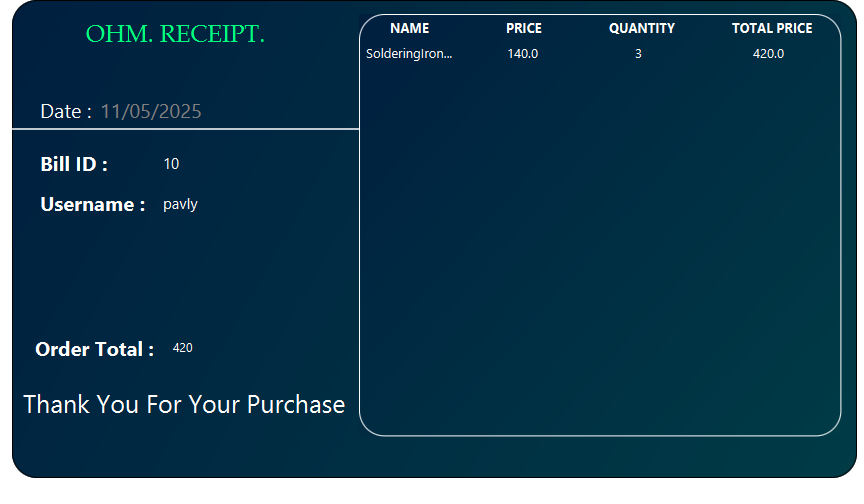 OHM. RECEIPT.
Date : 11/05/2025
Bill ID : 10
Username : pavly
Order Total : 420
Thank You For Your Purchase
NAME PRICE QUANTITY TOTAL PRICE
SolderingIron... 140.0 3 420.0